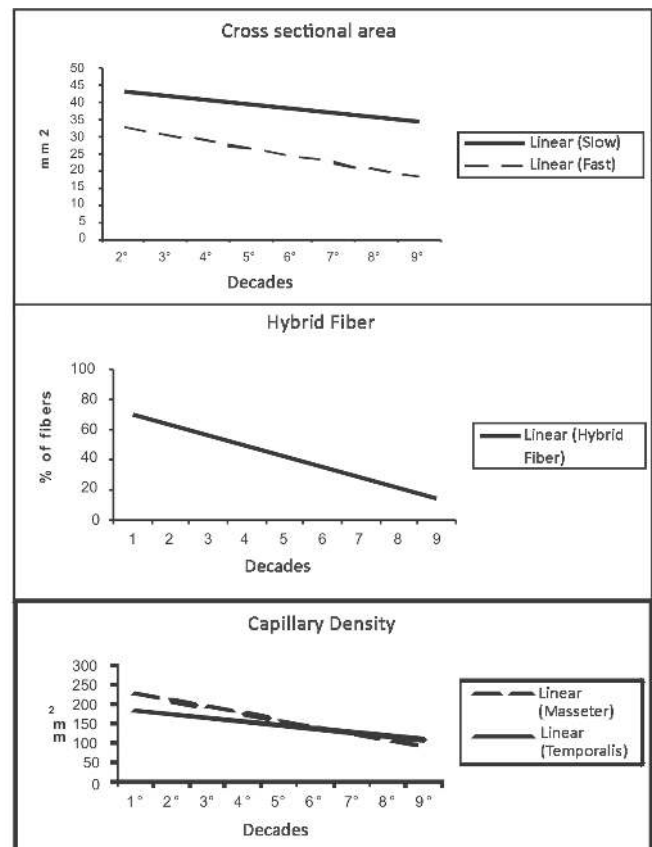 Cross sectional area
50
45
40
35
30
25
20
15
10
5
0
mm 2
2° 3° 4° 5° 6° 7° 8° 9°
Decades
Linear (Slow)
Linear (Fast)
Hybrid Fiber
100
80
60
40
20
0
% of fibers
1 2 3 4 5 6 7 8 9
Decades
Linear (Hybrid
Fiber)
Capillary Density
300
250
200
150
100
50
0
2
m
m
1° 2° 3° 4° 5° 6° 7° 8° 9°
Decades
Linear
(Masseter)
Linear
(Temporalis)